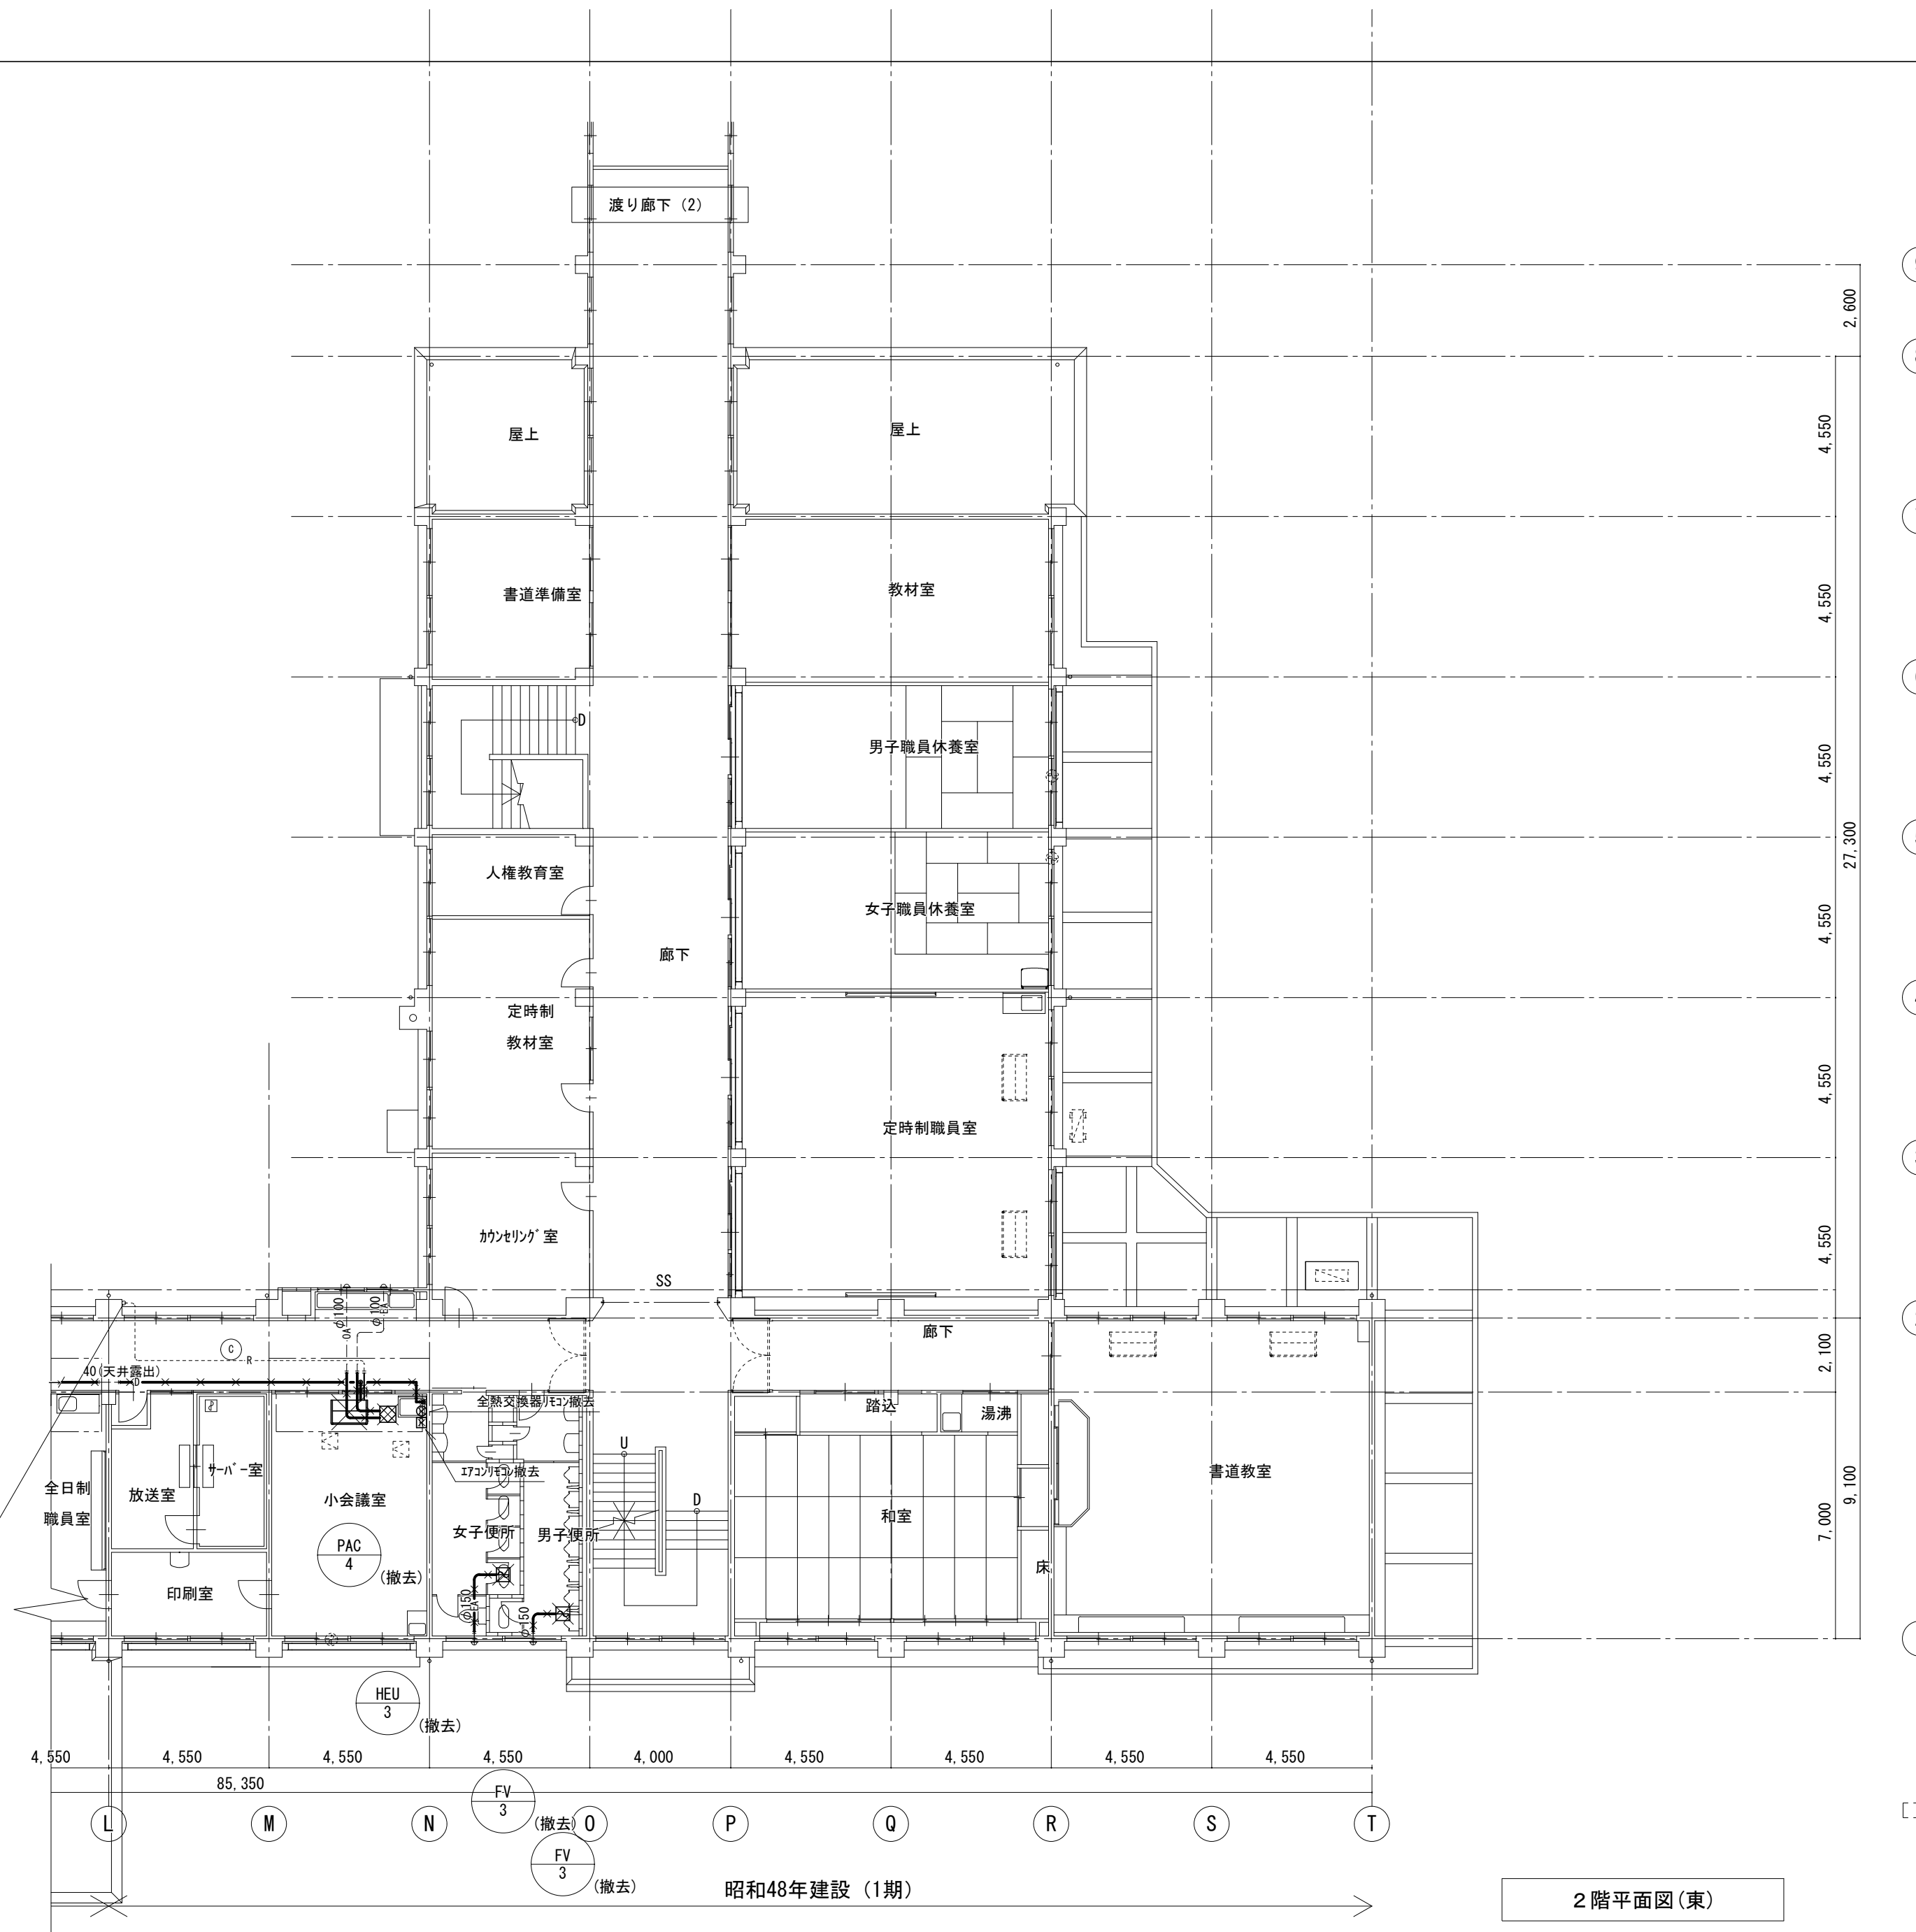 渡り廊下 (2)
2,600
屋上
屋上
4,550
書道準備室
教材室
4,550
D
男子職員休養室
4,550
27,300
人権教育室
女子職員休養室
4,550
廊下
定時制
教材室
4,550
定時制職員室
カウンセリング室
4,550
SS
φ100
OA
φ100
EA
C
R
廊下
2,100
40(天井露出)
D
全熱交換器リモコン撤去
踏込
湯沸
U
エアコンリモコン撤去
サーバー室
全日制
職員室
放送室
小会議室
書道教室
D
9,100
和室
7,000
女子便所
男子便所
PAC
4
(撤去)
床
印刷室
φ150
EA
φ150
HEU
3
(撤去)
4,550
4,550
4,550
4,550
4,000
4,550
4,550
4,550
4,550
85,350
FV
3
(撤去)
L
M
N
O
P
Q
R
S
T
FV
3
(撤去)
昭和48年建設 (1期)
２階平面図(東)